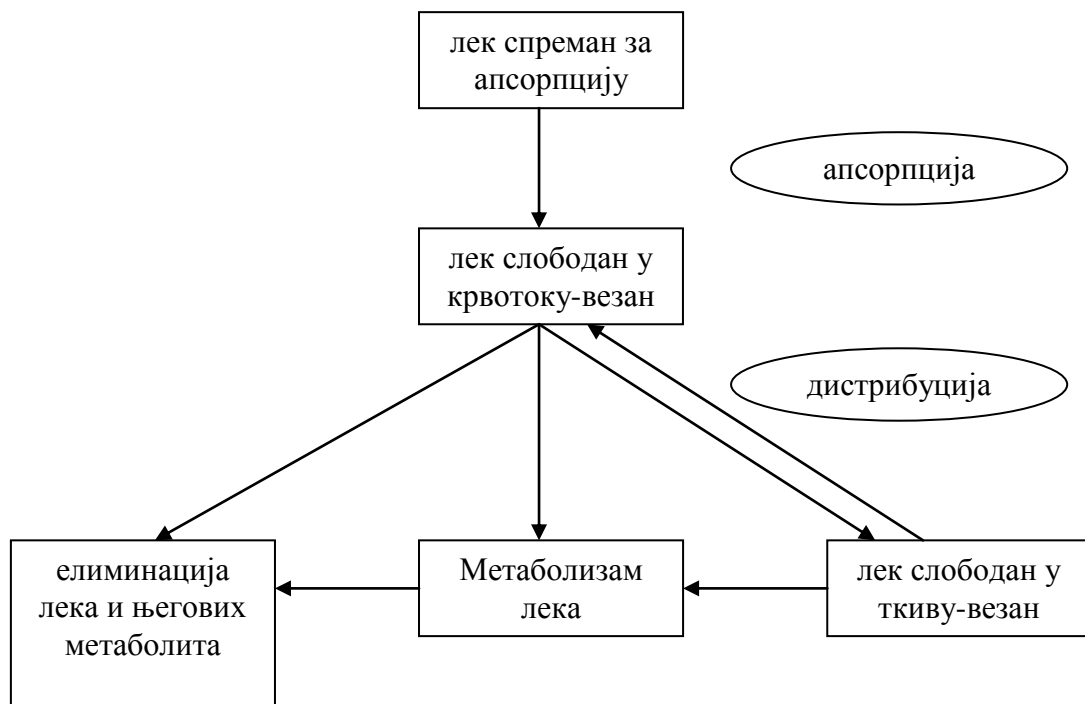 лек спреман за
апсорпцију
апсорпција
лек слободан у
крвотоку-везан
дистрибуција
елиминација
лека и његових
метаболита
Метаболизам
лека
лек слободан у
ткиву-везан